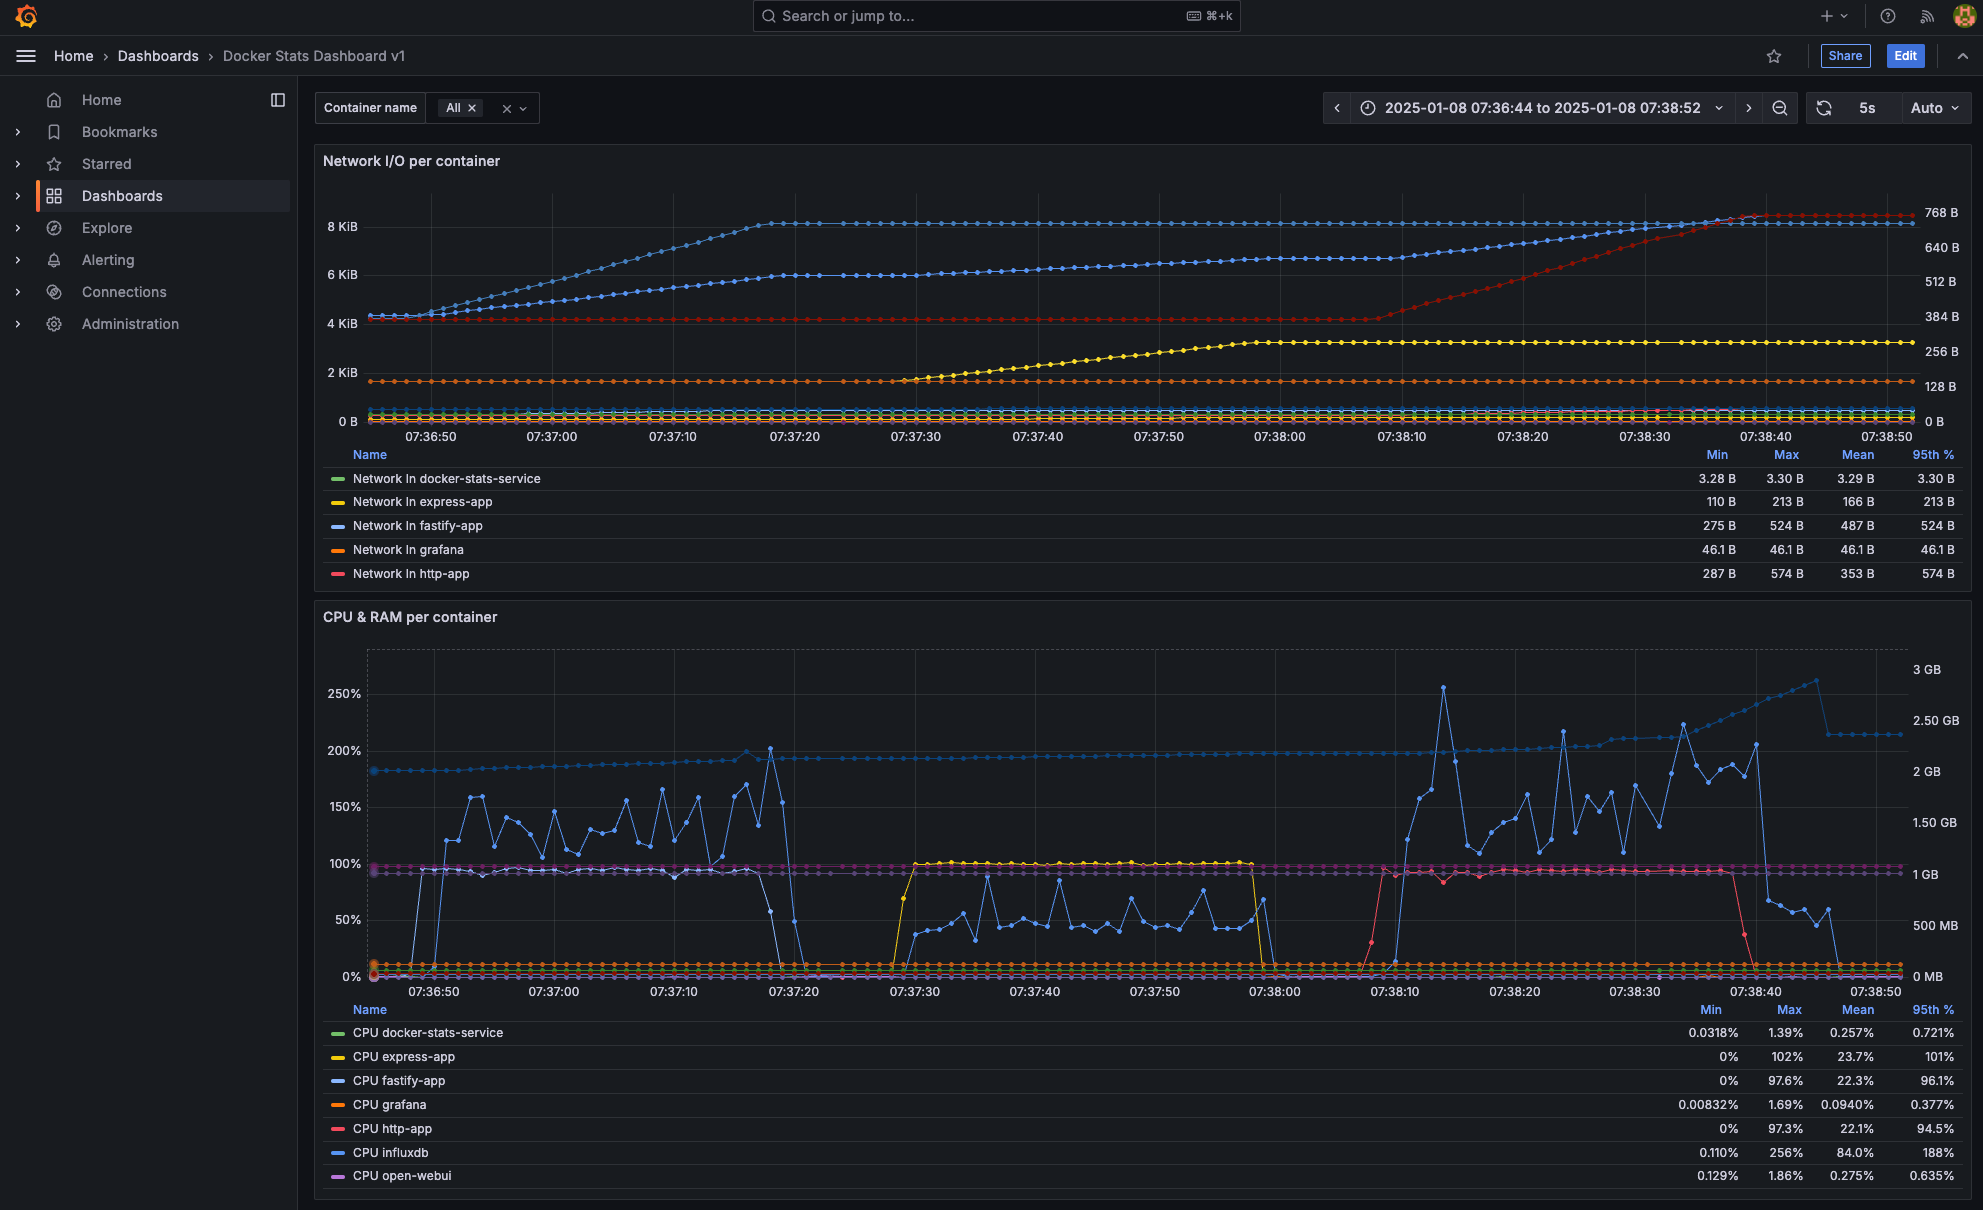 Search or jump to... ⌘+k
Home › Dashboards › Docker Stats Dashboard v1
Share Edit
Home
Bookmarks
Starred
Dashboards
Explore
Alerting
Connections
Administration
Container name All × ×
2025-01-08 07:36:44 to 2025-01-08 07:38:52 5s Auto
Network I/O per container
8 KiB
6 KiB
4 KiB
2 KiB
0 B
768 B
640 B
512 B
384 B
256 B
128 B
0 B
07:36:50 07:37:00 07:37:10 07:37:20 07:37:30 07:37:40 07:37:50 07:38:00 07:38:10 07:38:20 07:38:30 07:38:40 07:38:50
Name Min Max Mean 95th %
Network In docker-stats-service 3.28 B 3.30 B 3.29 B 3.30 B
Network In express-app 110 B 213 B 166 B 213 B
Network In fastify-app 275 B 524 B 487 B 524 B
Network In grafana 46.1 B 46.1 B 46.1 B 46.1 B
Network In http-app 287 B 574 B 353 B 574 B
CPU & RAM per container
250%
200%
150%
100%
50%
0%
3 GB
2.50 GB
2 GB
1.50 GB
1 GB
500 MB
0 MB
07:36:50 07:37:00 07:37:10 07:37:20 07:37:30 07:37:40 07:37:50 07:38:00 07:38:10 07:38:20 07:38:30 07:38:40 07:38:50
Name Min Max Mean 95th %
CPU docker-stats-service 0.0318% 1.39% 0.257% 0.721%
CPU express-app 0% 102% 23.7% 101%
CPU fastify-app 0% 97.6% 22.3% 96.1%
CPU grafana 0.00832% 1.69% 0.0940% 0.377%
CPU http-app 0% 97.3% 22.1% 94.5%
CPU influxdb 0.110% 256% 84.0% 188%
CPU open-webui 0.129% 1.86% 0.275% 0.635%